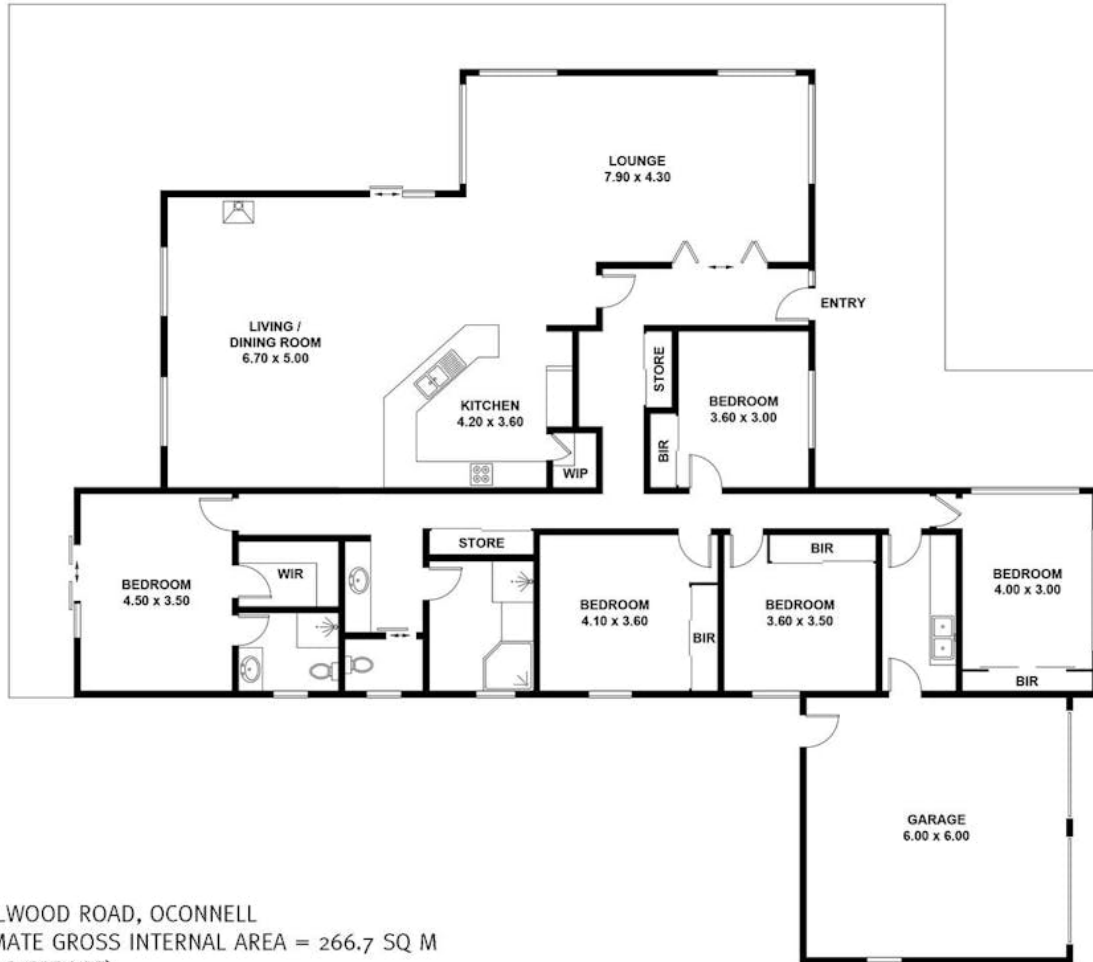 LOUNGE
7.90 x 4.30
ENTRY
LIVING /
DINING ROOM
6.70 x 5.00
STORE
KITCHEN
4.20 x 3.60
BEDROOM
3.60 x 3.00
BIR
WIP
STORE
BIR
WIR
BEDROOM
4.50 x 3.50
BEDROOM
4.10 x 3.60
BEDROOM
3.60 x 3.50
BEDROOM
4.00 x 3.00
BIR
BIR
GARAGE
6.00 x 6.00
LWOOD ROAD, OCONNELL
MATE GROSS INTERNAL AREA = 266.7 SQ M